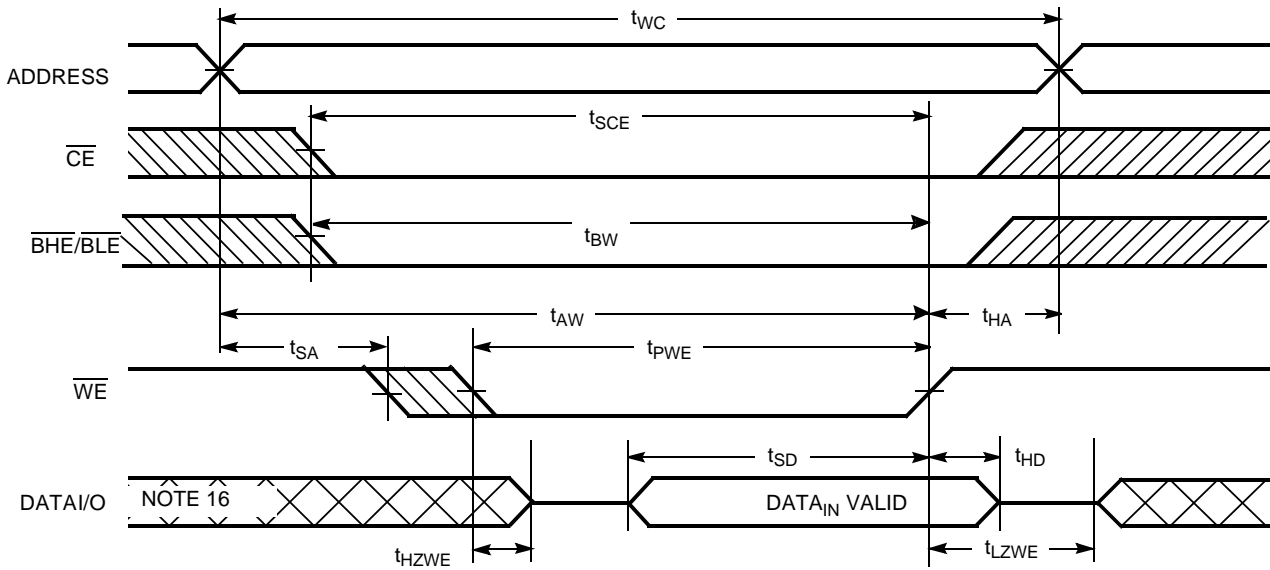 tWC
ADDRESS
tSCE
CE
tBW
BHE/BLE
tAW
tHA
tSA
tPWE
WE
tSD
tHD
DATAI/O
NOTE 16
DATAIN VALID
tHZWE
tLZWE